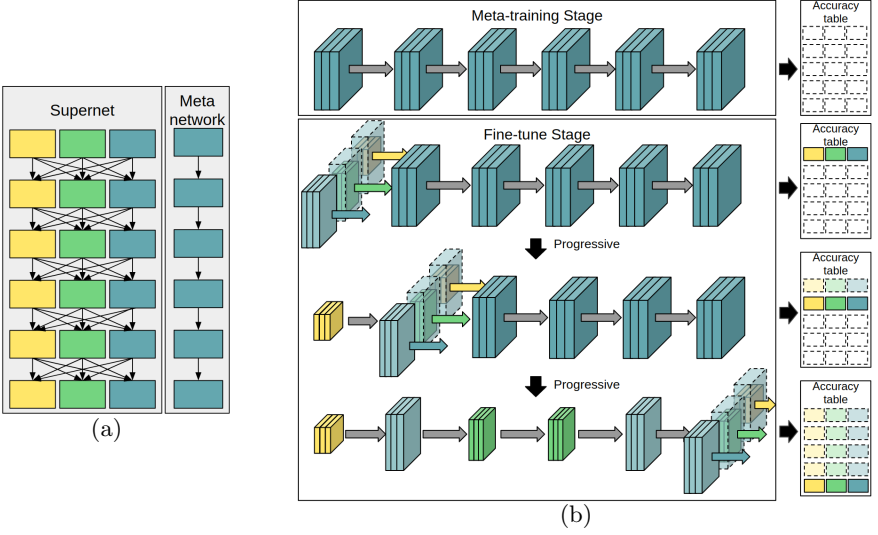 Supernet
Meta
network
(a)
Meta-training Stage
Accuracy
table
Fine-tune Stage
Accuracy
table
Progressive
Accuracy
table
Progressive
Accuracy
table
(b)